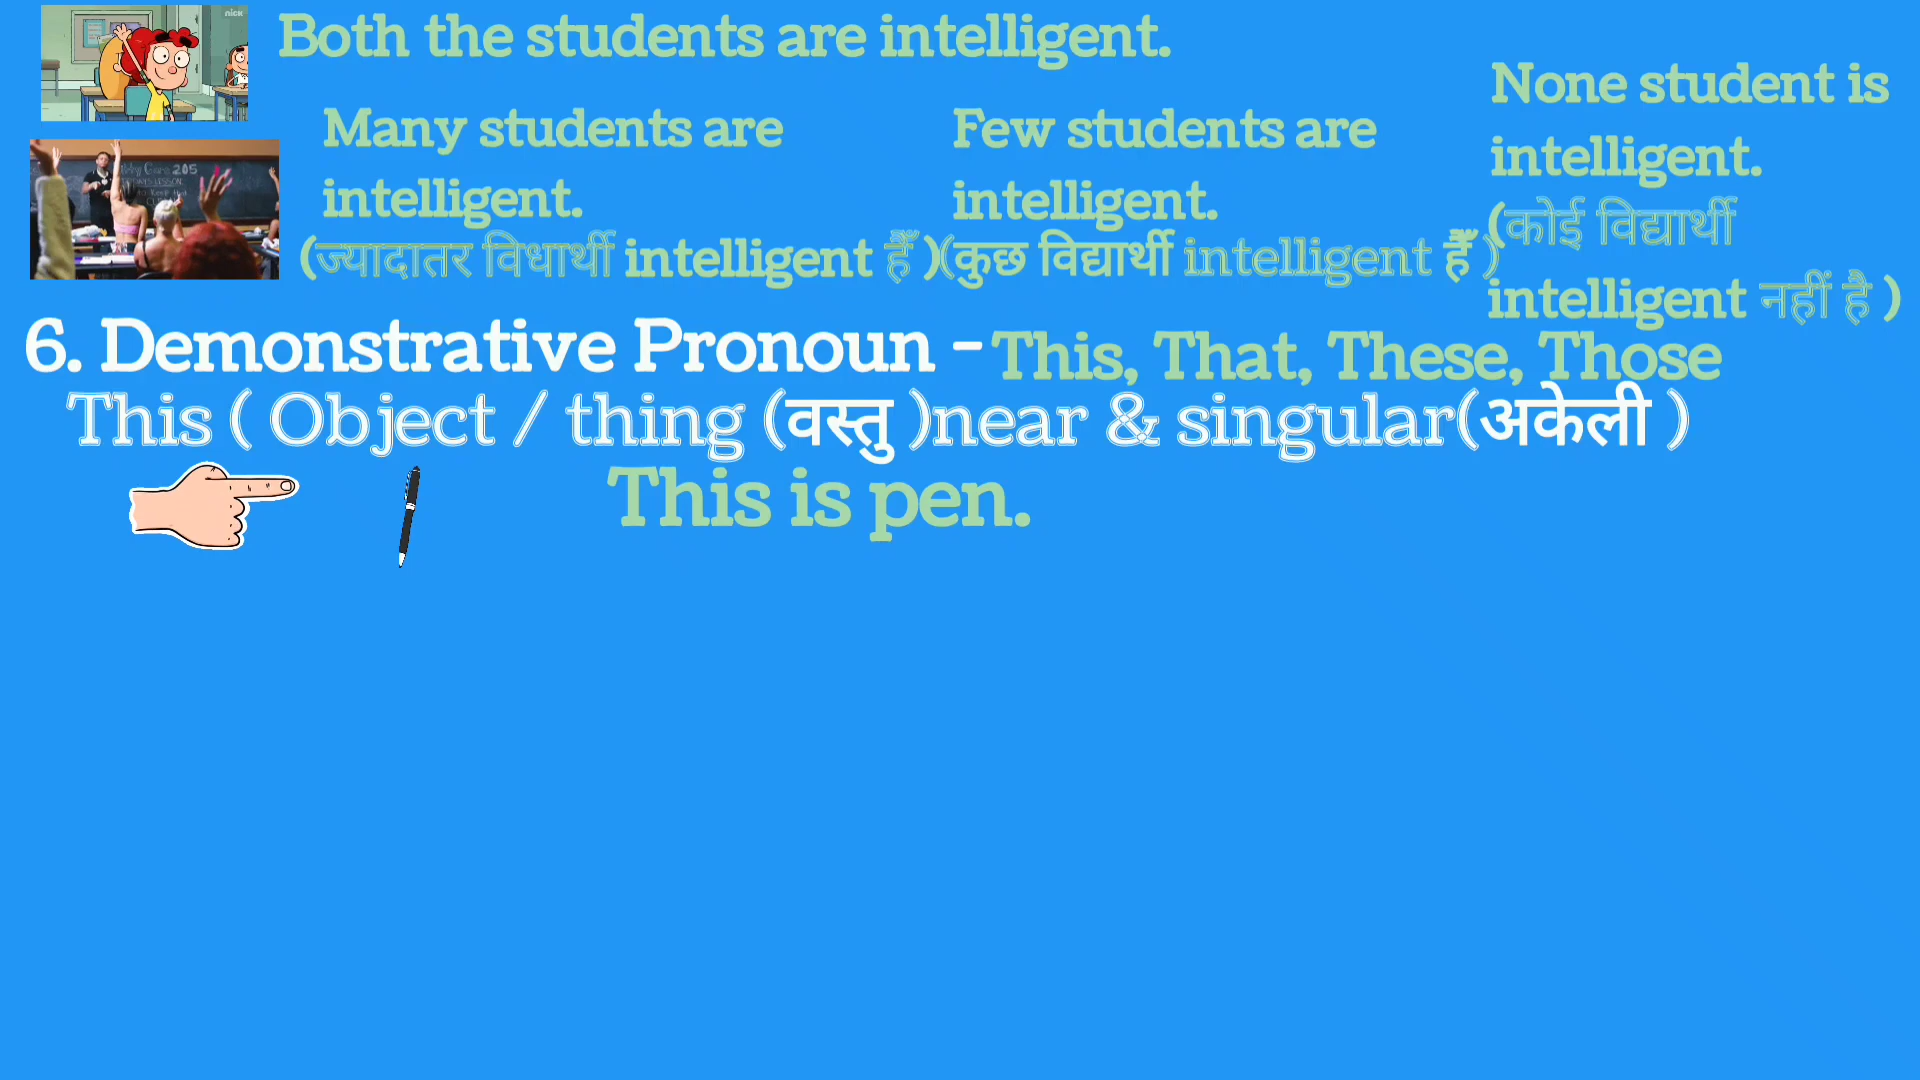 nick
Both the students are intelligent.
Many students are
intelligent.
(ज्यादातर विधार्थी intelligent हैं )
Few students are
intelligent.
(कुछ विद्यार्थी intelligent हैं )
None student is
intelligent.
(कोई विद्यार्थी
intelligent नहीं है )
6. Demonstrative Pronoun - This, That, These, Those
This ( Object / thing (वस्तु )near & singular(अकेली )
This is pen.